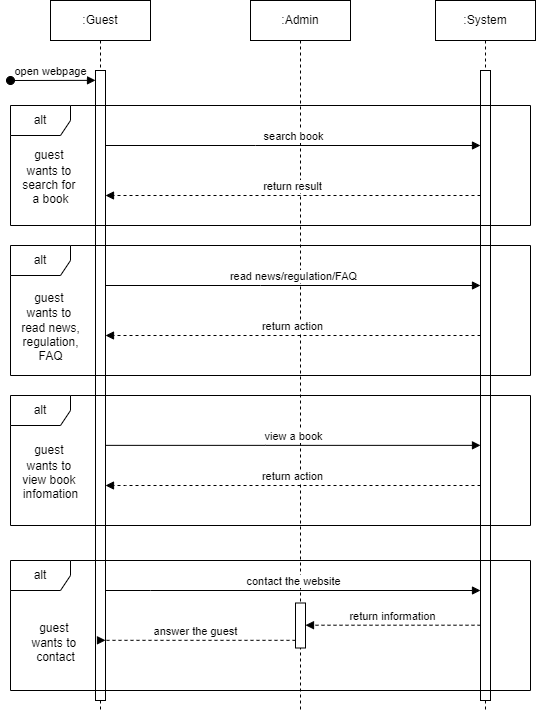 :Guest
:Admin
:System
open webpage
alt
guest
wants to
search for
a book
search book
return result
alt
guest
wants to
read news,
regulation,
FAQ
read news/regulation/FAQ
return action
alt
guest
wants to
view book
infomation
view a book
return action
alt
guest
wants to
contact
contact the website
return information
answer the guest